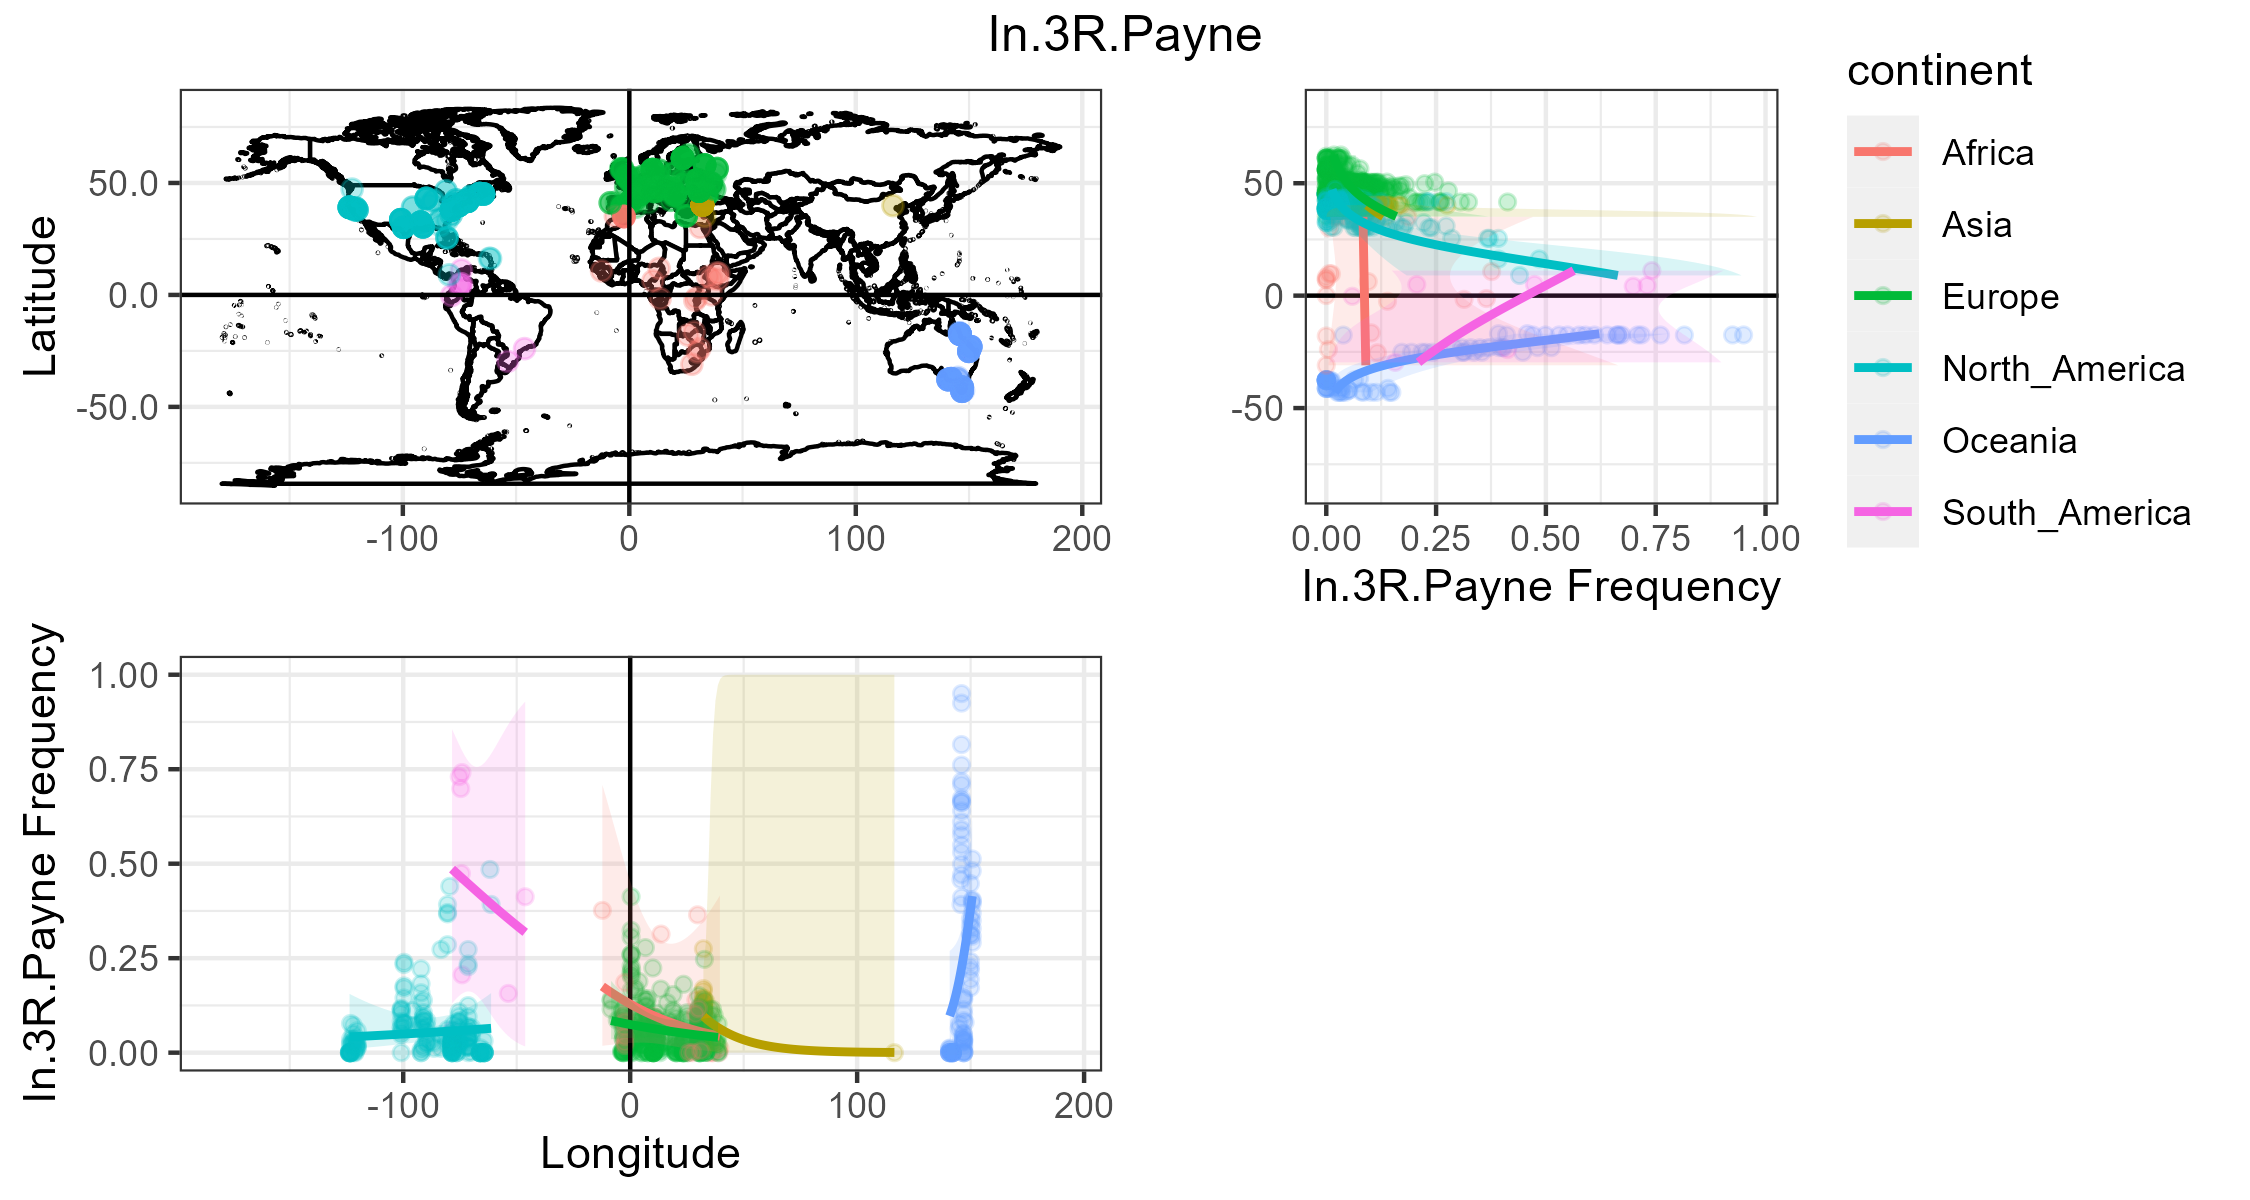 In.3R.Payne
Latitude
50.0
0.0
-50.0
-100 0 100 200
50
0
-50
0.00 0.25 0.50 0.75 1.00
In.3R.Payne Frequency
continent
Africa
Asia
Europe
North_America
Oceania
South_America
In.3R.Payne Frequency
1.00
0.75
0.50
0.25
0.00
-100 0 100 200
Longitude